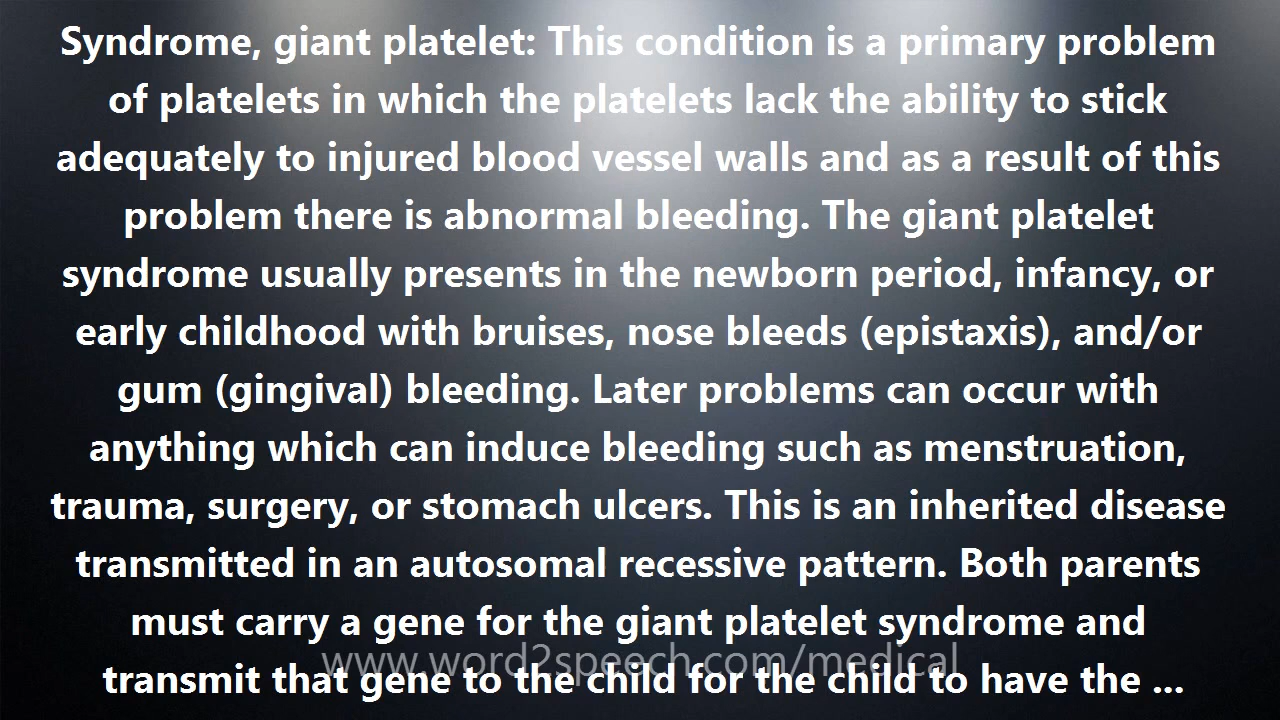 Syndrome, giant platelet: This condition is a primary problem
of platelets in which the platelets lack the ability to stick
adequately to injured blood vessel walls and as a result of this
problem there is abnormal bleeding. The giant platelet
syndrome usually presents in the newborn period, infancy, or
early childhood with bruises, nose bleeds (epistaxis), and/or
gum (gingival) bleeding. Later problems can occur with
anything which can induce bleeding such as menstruation,
trauma, surgery, or stomach ulcers. This is an inherited disease
transmitted in an autosomal recessive pattern. Both parents
must carry a gene for the giant platelet syndrome and
www.word2speech.com/medical
transmit that gene to the child for the child to have the ...